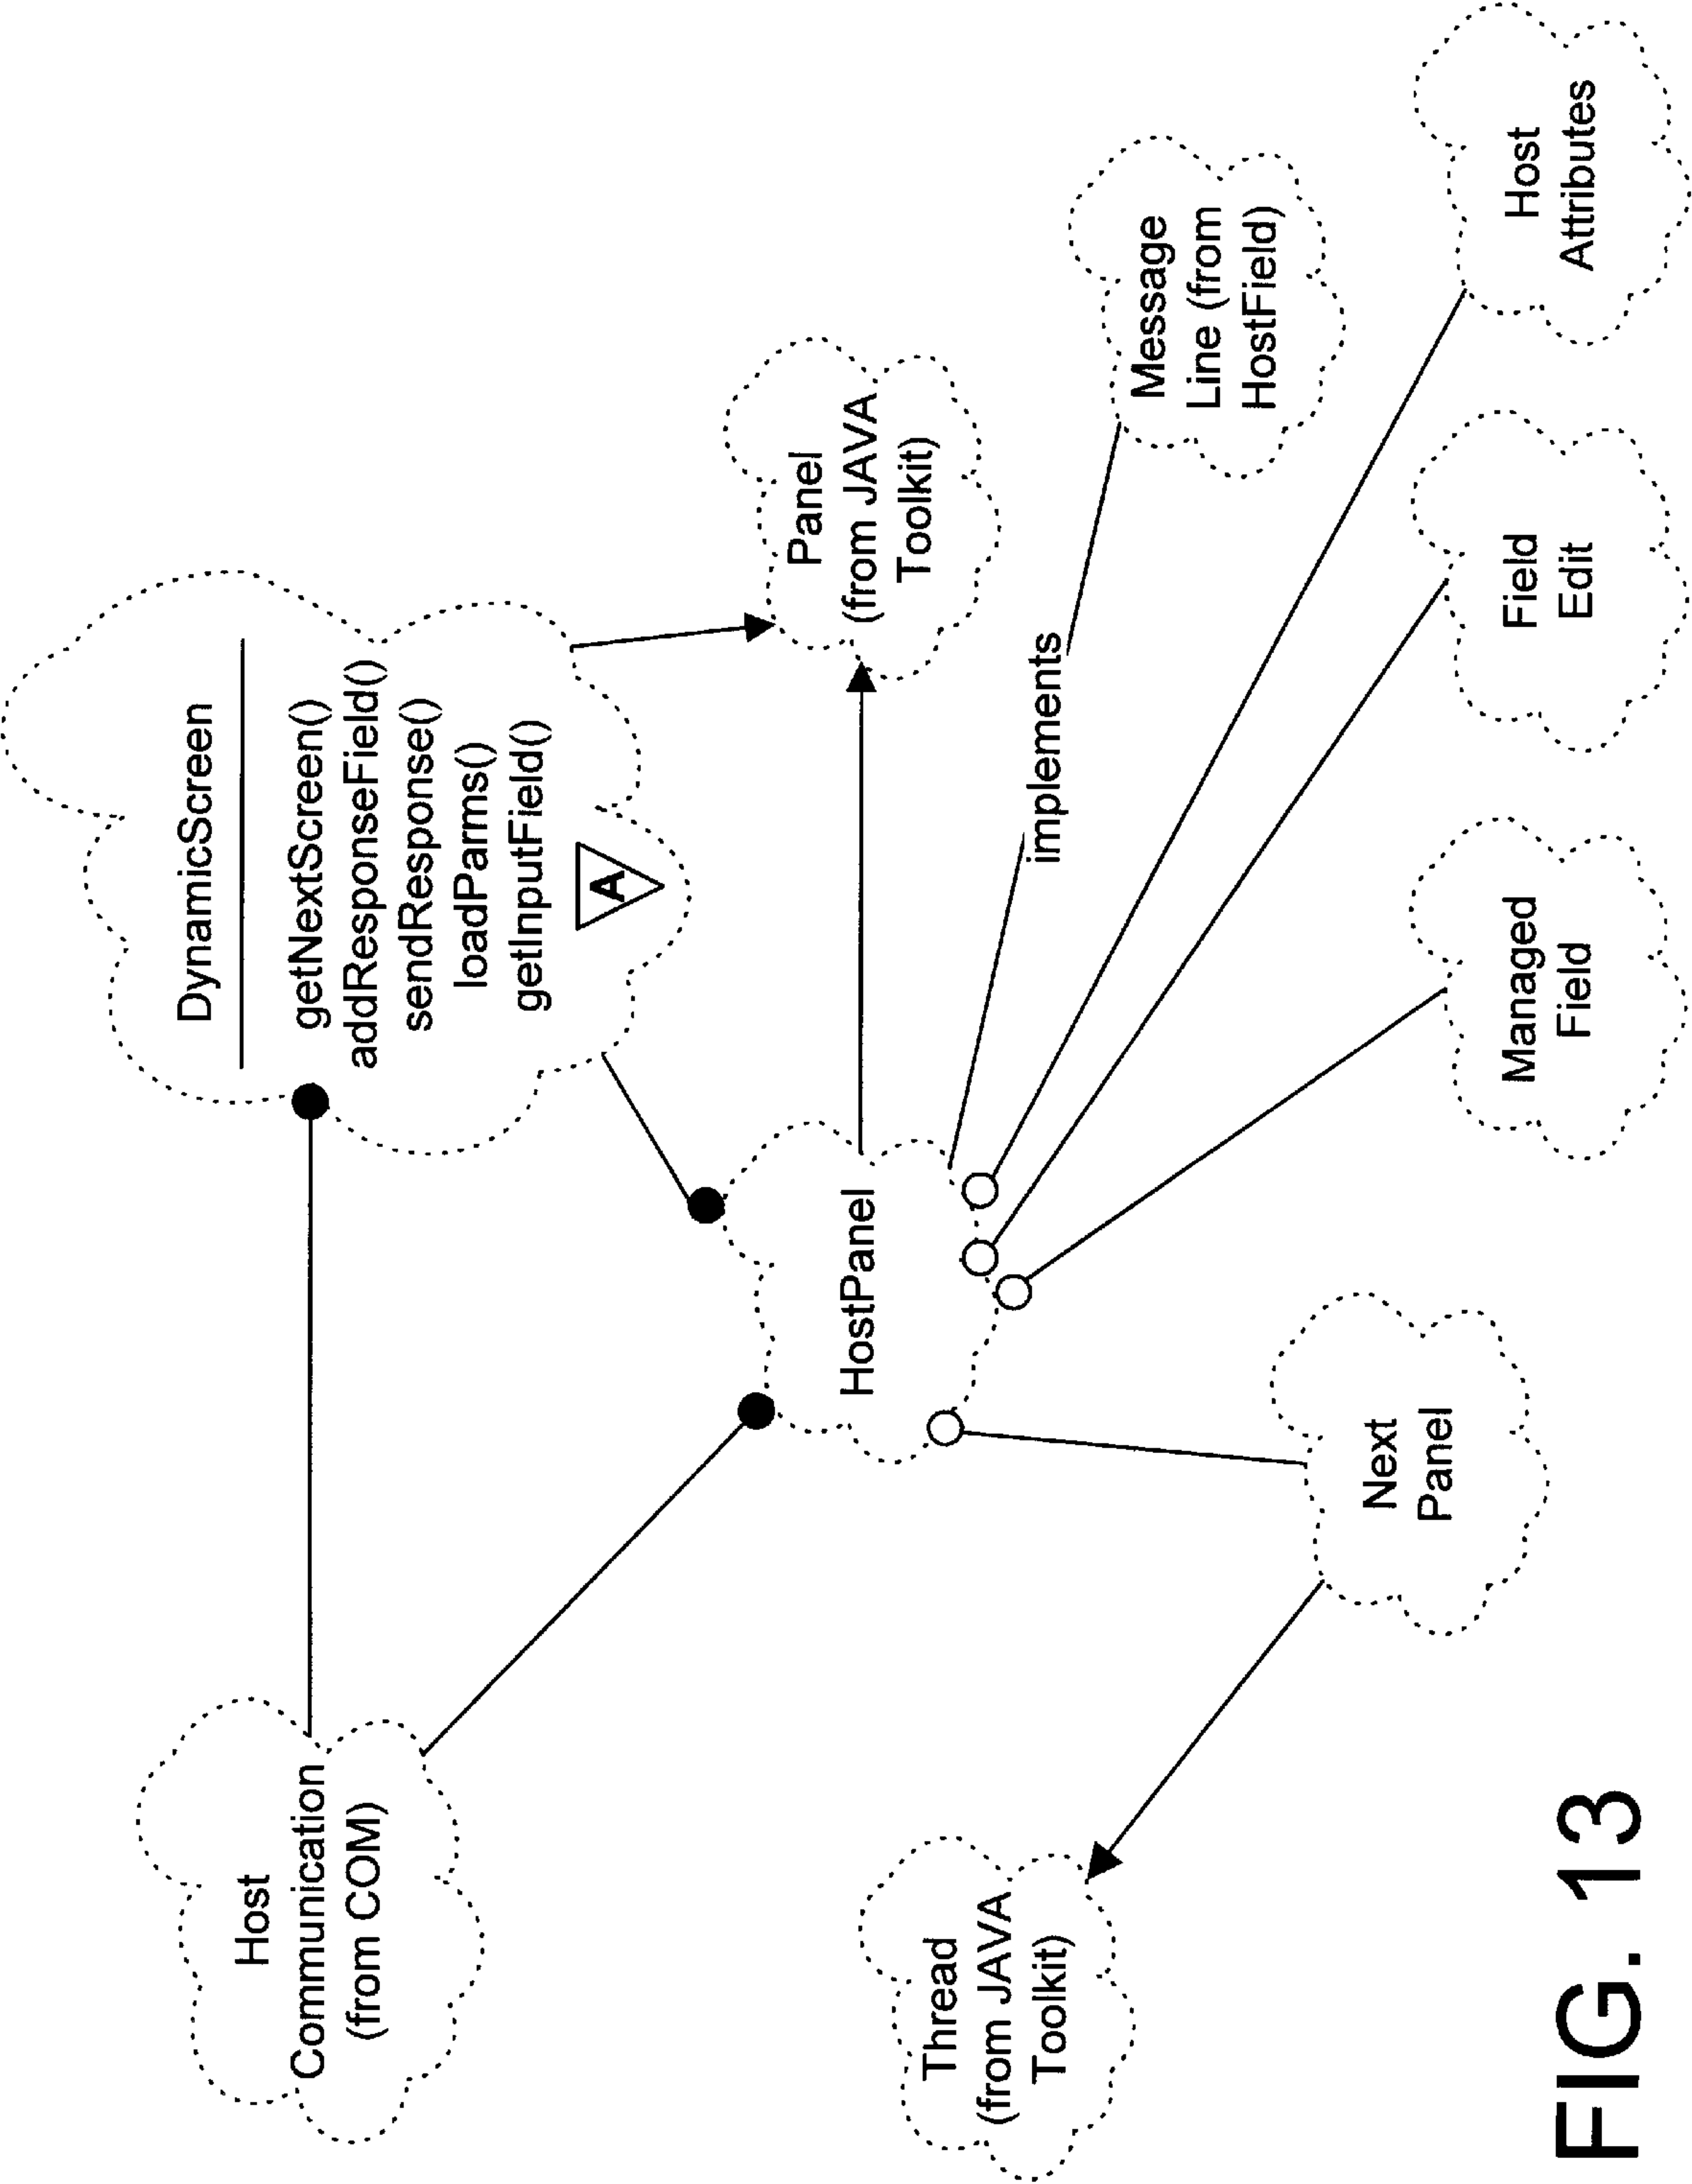 Host
Communication
(from COM)
DynamicScreen
getNextScreen()
addResponseField()
sendResponse()
loadParms()
getInputField()
A
Thread
(from JAVA
Toolkit)
HostPanel
Panel
(from JAVA
Toolkit)
implements
Message
Line (from
HostField)
Next
Panel
Managed
Field
Field
Edit
Host
Attributes
FIG. 13